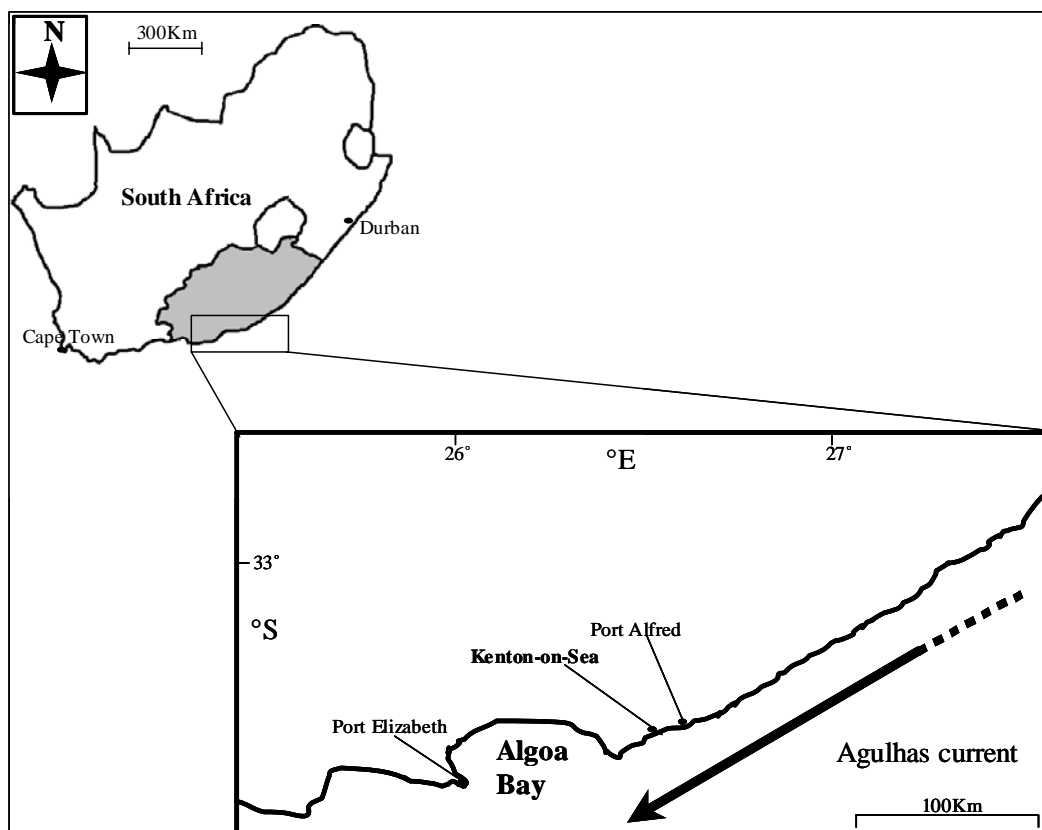 N
300Km
South Africa
Durban
Cape Town
26°
°E
27°
33°
°S
Port Alfred
Kenton-on-Sea
Port Elizabeth
Algoa
Bay
Agulhas current
100Km